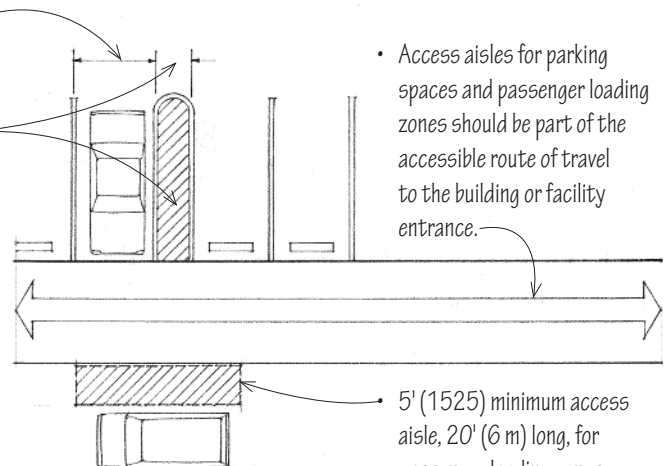 • Access aisles for parking
spaces and passenger loading
zones should be part of the
accessible route of travel
to the building or facility
entrance.
• 5' (1525) minimum access
aisle, 20' (6 m) long, for